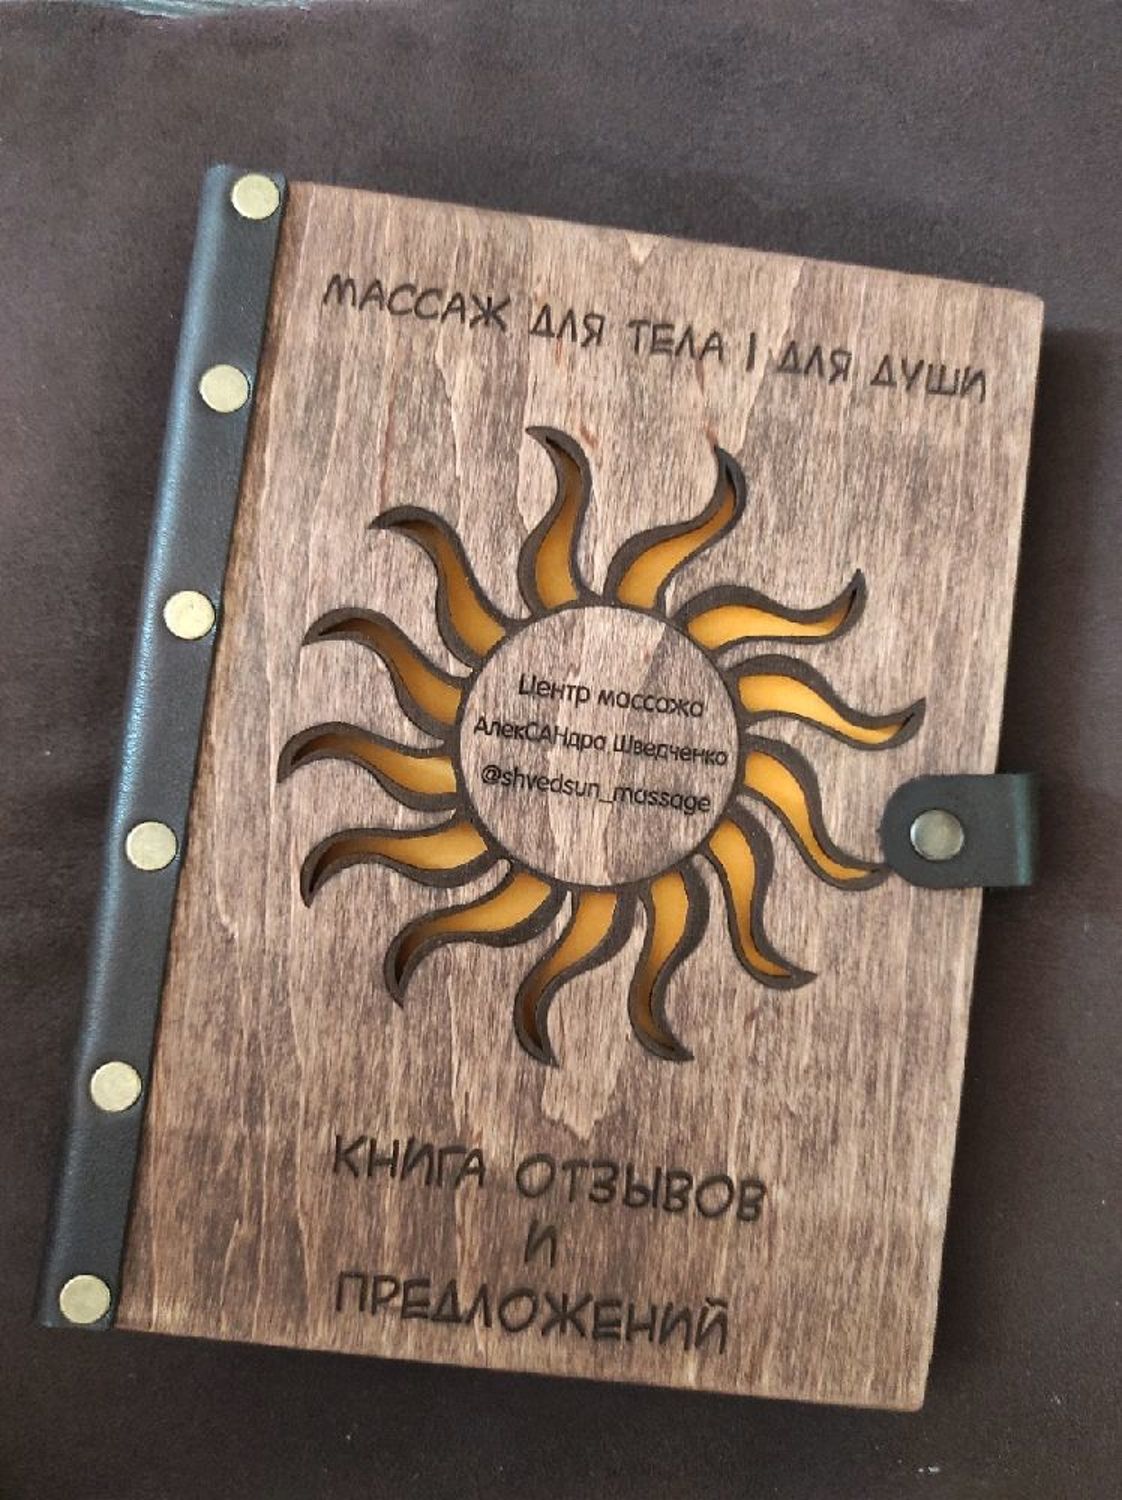 МАССАЖ ДЛЯ ТЕЛА | ДЛЯ ДУШИ
Центр массажа
АлекСАНдра Шведченко
@shvedsun_massage
КНИГА ОТЗЫВОВ
И
ПРЕДЛОЖЕНИЙ